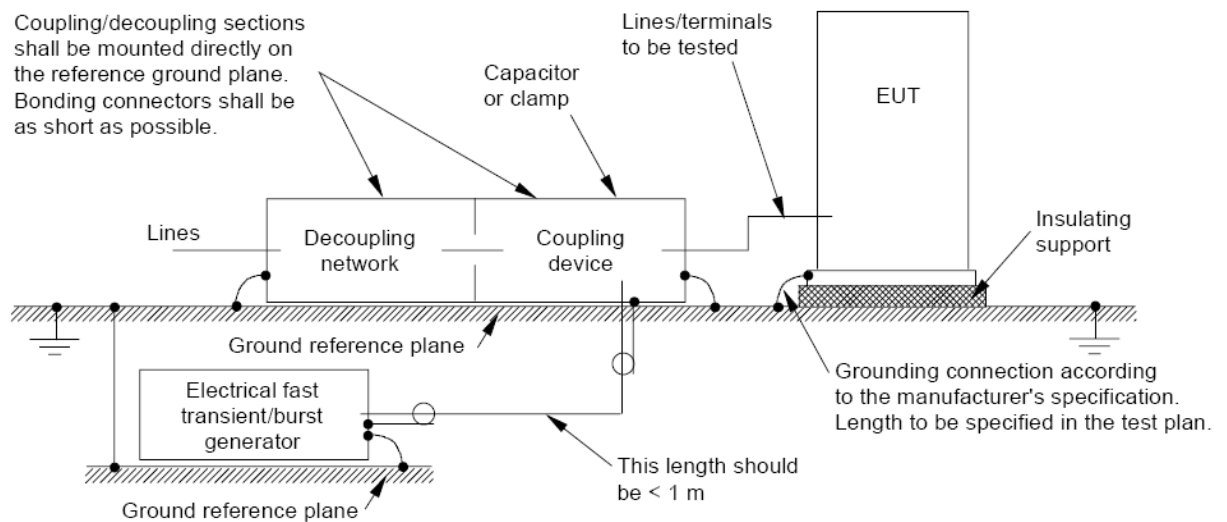 Coupling/decoupling sections
shall be mounted directly on
the reference ground plane.
Bonding connectors shall be
as short as possible.
Capacitor
or clamp
Lines/terminals
to be tested
EUT
Lines
Decoupling
network
Coupling
device
Insulating
support
Ground reference plane
Electrical fast
transient/burst
generator
Grounding connection according
to the manufacturer's specification.
Length to be specified in the test plan.
This length should
be < 1 m
Ground reference plane